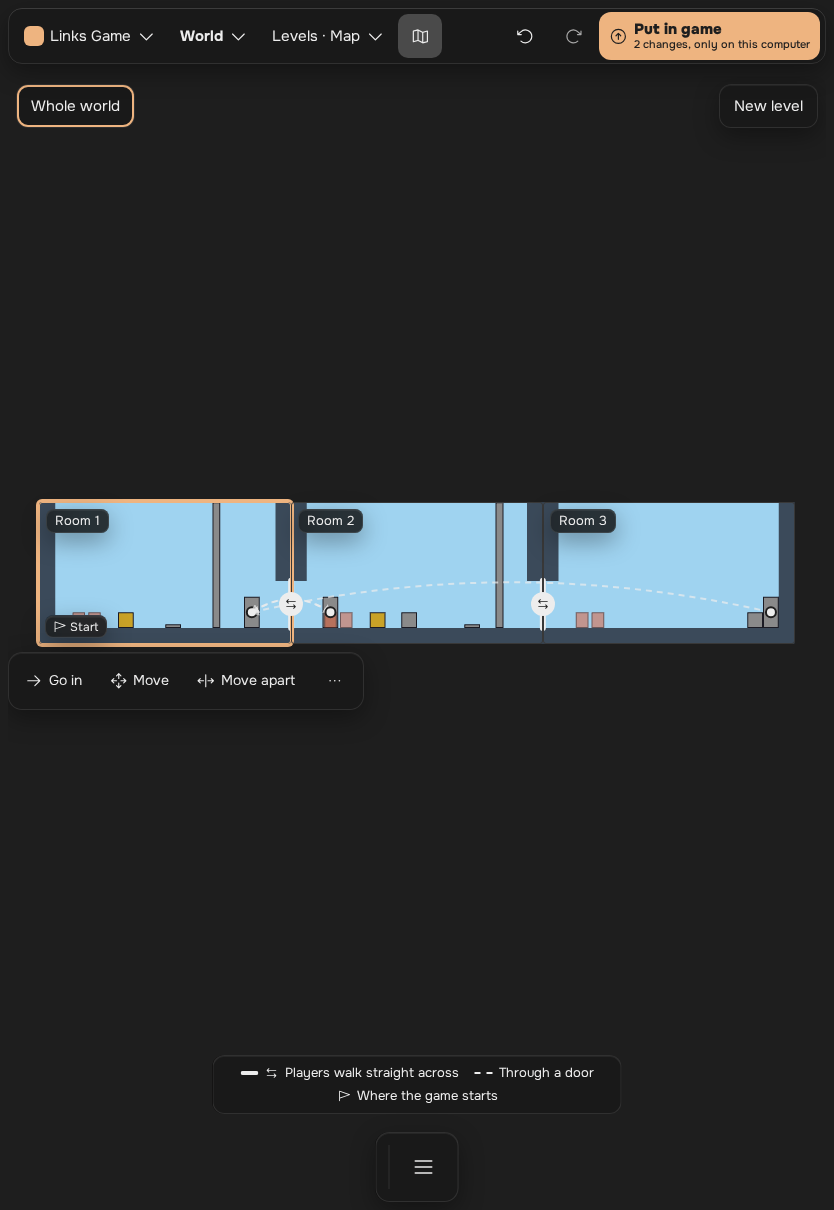 Links Game
World
Levels · Map
Put in game
2 changes, only on this computer
Whole world
New level
Room 1
Room 2
Room 3
Start
Go in
Move
Move apart
Players walk straight across
Through a door
Where the game starts